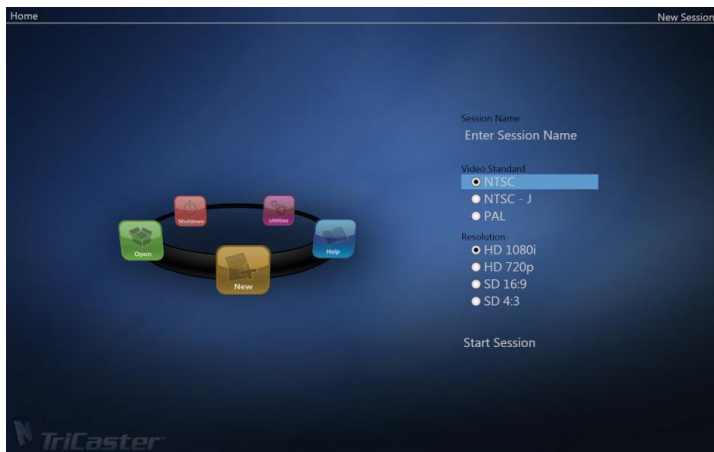 Home
New Session
Session Name
Enter Session Name
Video Standard
NTSC
NTSC - J
PAL
Resolution
HD 1080i
HD 720p
SD 16:9
SD 4:3
Start Session
Shutdown
Utilities
Open
Help
New
TriCaster